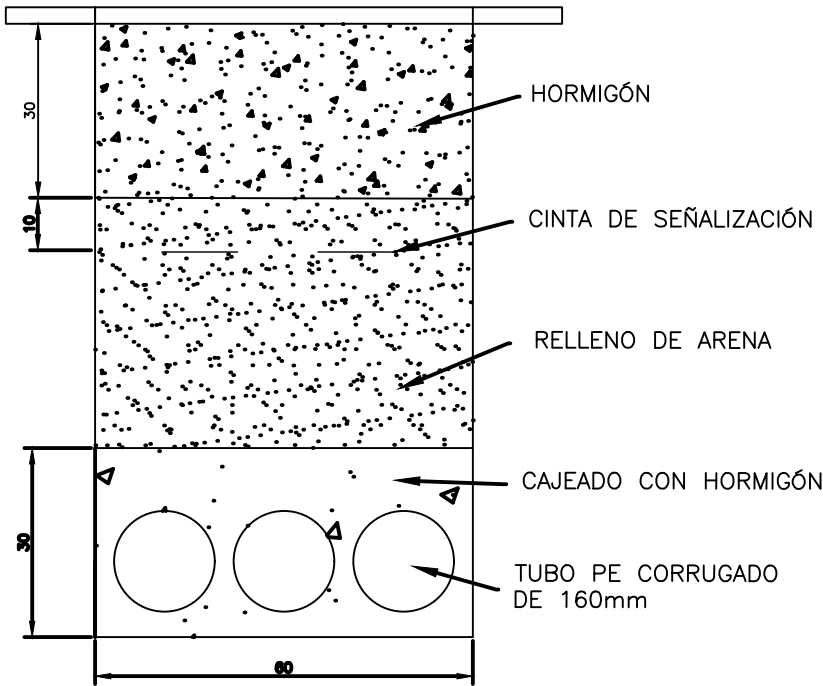 30
HORMIGÓN
10
CINTA DE SEÑALIZACIÓN
RELLENO DE ARENA
CAJEADO CON HORMIGÓN
30
TUBO PE CORRUGADO
DE 160mm
60